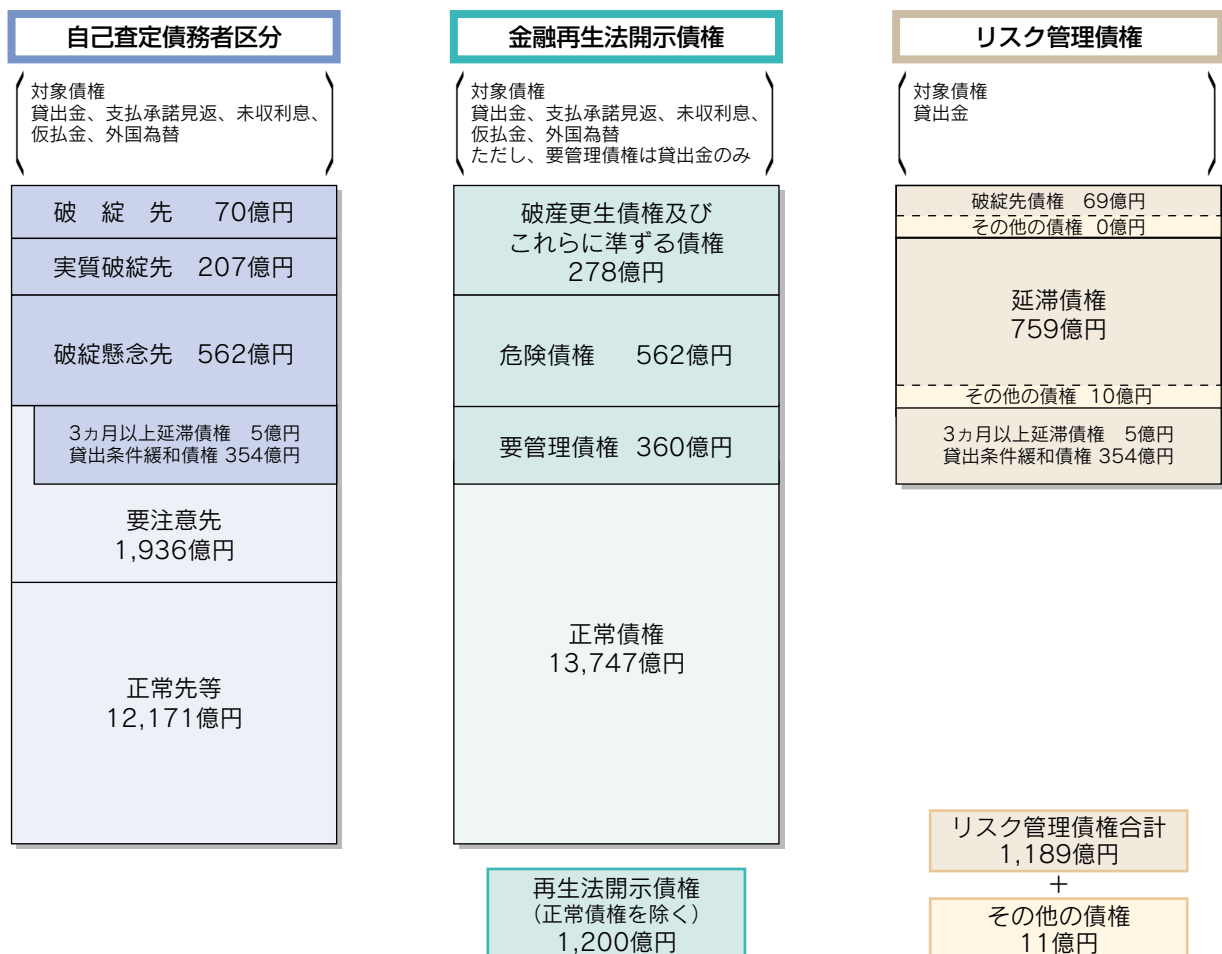 自己査定債務者区分
対象債権
貸出金、支払承諾見返、未収利息、
仮払金、外国為替
破 綻 先 70億円
実質破綻先 207億円
破綻懸念先 562億円
3ヵ月以上延滞債権 5億円
貸出条件緩和債権 354億円
要注意先
1,936億円
正常先等
12,171億円
金融再生法開示債権
対象債権
貸出金、支払承諾見返、未収利息、
仮払金、外国為替
ただし、要管理債権は貸出金のみ
破産更生債権及び
これらに準ずる債権
278億円
危険債権 562億円
要管理債権 360億円
正常債権
13,747億円
再生法開示債権
（正常債権を除く）
1,200億円
リスク管理債権
対象債権
貸出金
破綻先債権 69億円
その他の債権 0億円
延滞債権
759億円
その他の債権 10億円
3ヵ月以上延滞債権 5億円
貸出条件緩和債権 354億円
リスク管理債権合計
1,189億円
＋
その他の債権
11億円